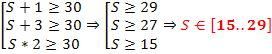 [S + 1 ≥ 30 ⇒ [S ≥ 29 ⇒ S ∈ [15..29]
[S + 3 ≥ 30 ⇒ [S ≥ 27
[S * 2 ≥ 30 ⇒ [S ≥ 15